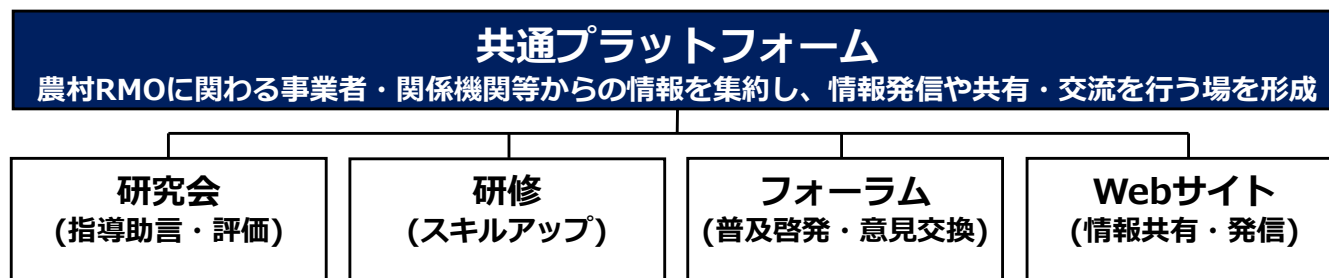 共通プラットフォーム
農村RMOに関わる事業者・関係機関等からの情報を集約し、情報発信や共有・交流を行う場を形成
研究会
(指導助言・評価)
研修
(スキルアップ)
フォーラム
(普及啓発・意見交換)
Webサイト
(情報共有・発信)